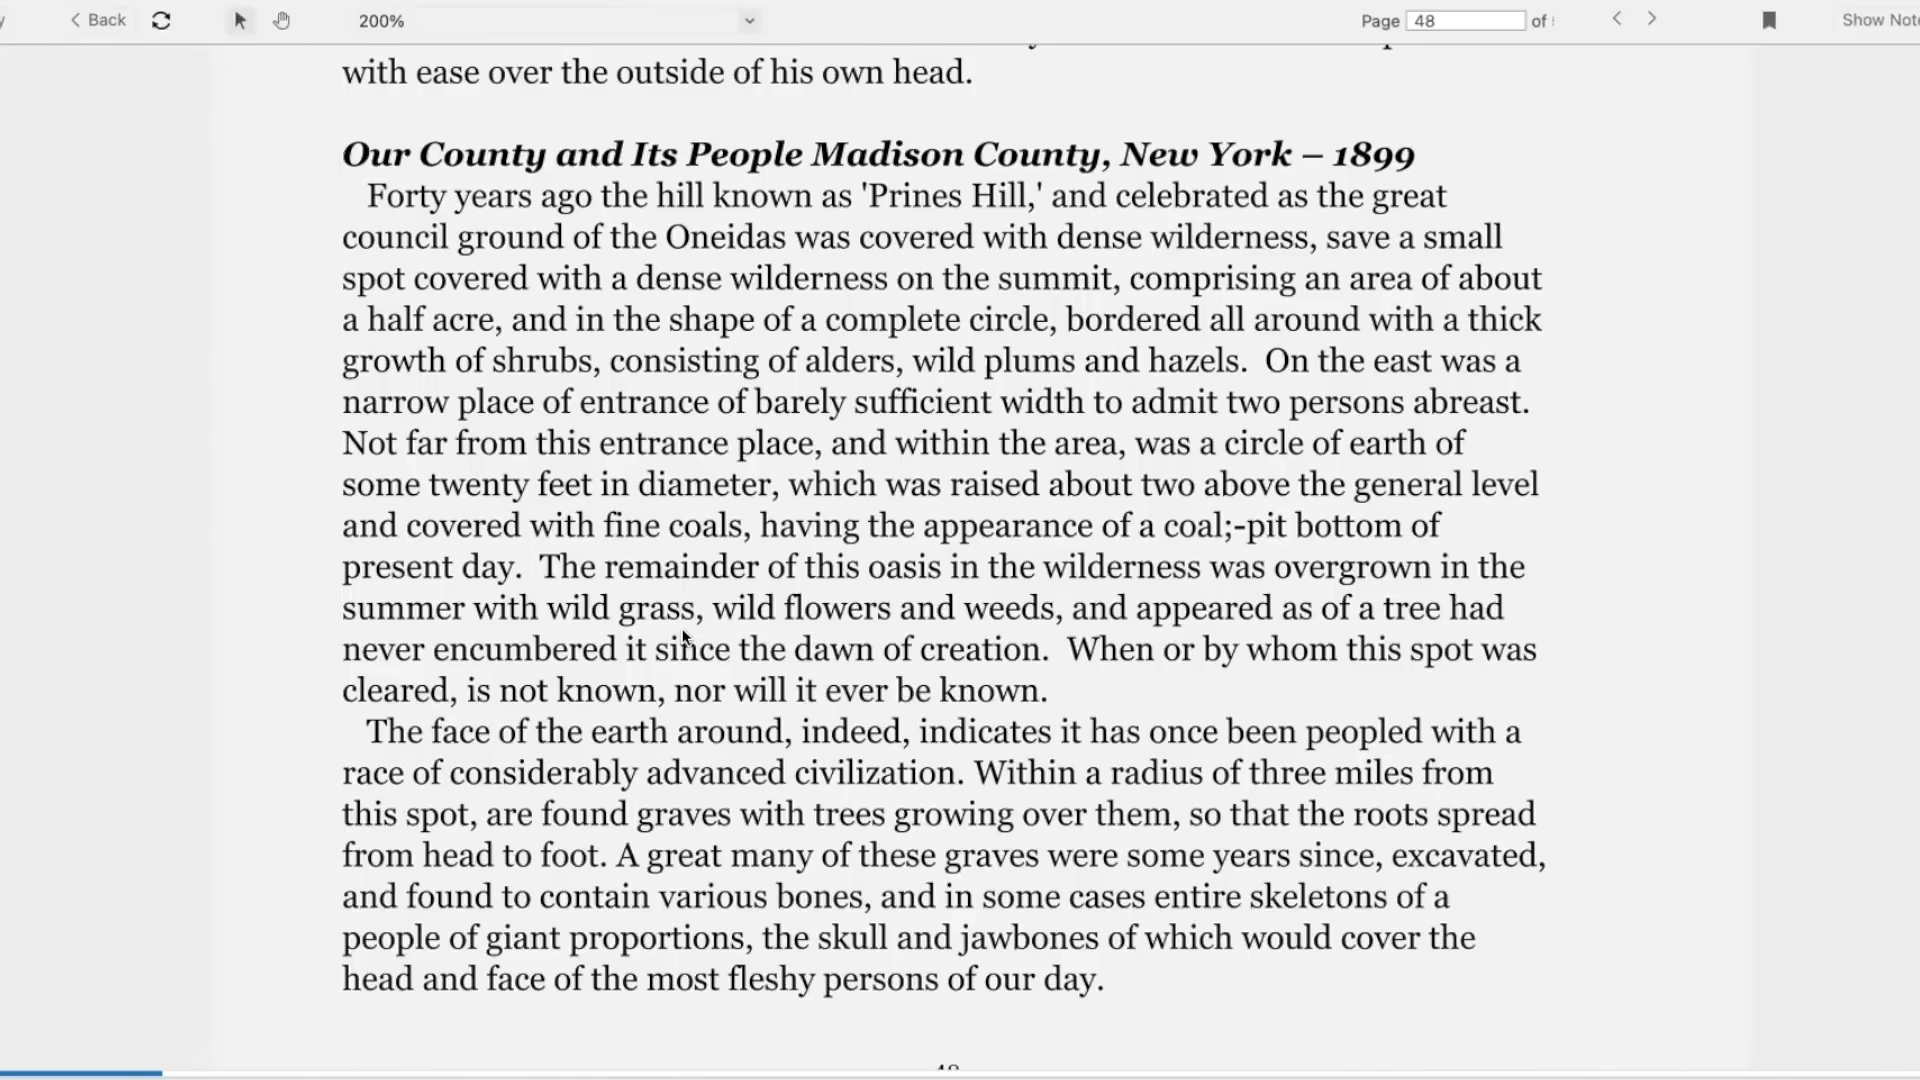 Back 200% Page 48 of Show Note
with ease over the outside of his own head.
Our County and Its People Madison County, New York – 1899
Forty years ago the hill known as 'Prines Hill,' and celebrated as the great
council ground of the Oneidas was covered with dense wilderness, save a small
spot covered with a dense wilderness on the summit, comprising an area of about
a half acre, and in the shape of a complete circle, bordered all around with a thick
growth of shrubs, consisting of alders, wild plums and hazels. On the east was a
narrow place of entrance of barely sufficient width to admit two persons abreast.
Not far from this entrance place, and within the area, was a circle of earth of
some twenty feet in diameter, which was raised about two above the general level
and covered with fine coals, having the appearance of a coal;-pit bottom of
present day. The remainder of this oasis in the wilderness was overgrown in the
summer with wild grass, wild flowers and weeds, and appeared as of a tree had
never encumbered it since the dawn of creation. When or by whom this spot was
cleared, is not known, nor will it ever be known.
The face of the earth around, indeed, indicates it has once been peopled with a
race of considerably advanced civilization. Within a radius of three miles from
this spot, are found graves with trees growing over them, so that the roots spread
from head to foot. A great many of these graves were some years since, excavated,
and found to contain various bones, and in some cases entire skeletons of a
people of giant proportions, the skull and jawbones of which would cover the
head and face of the most fleshy persons of our day.